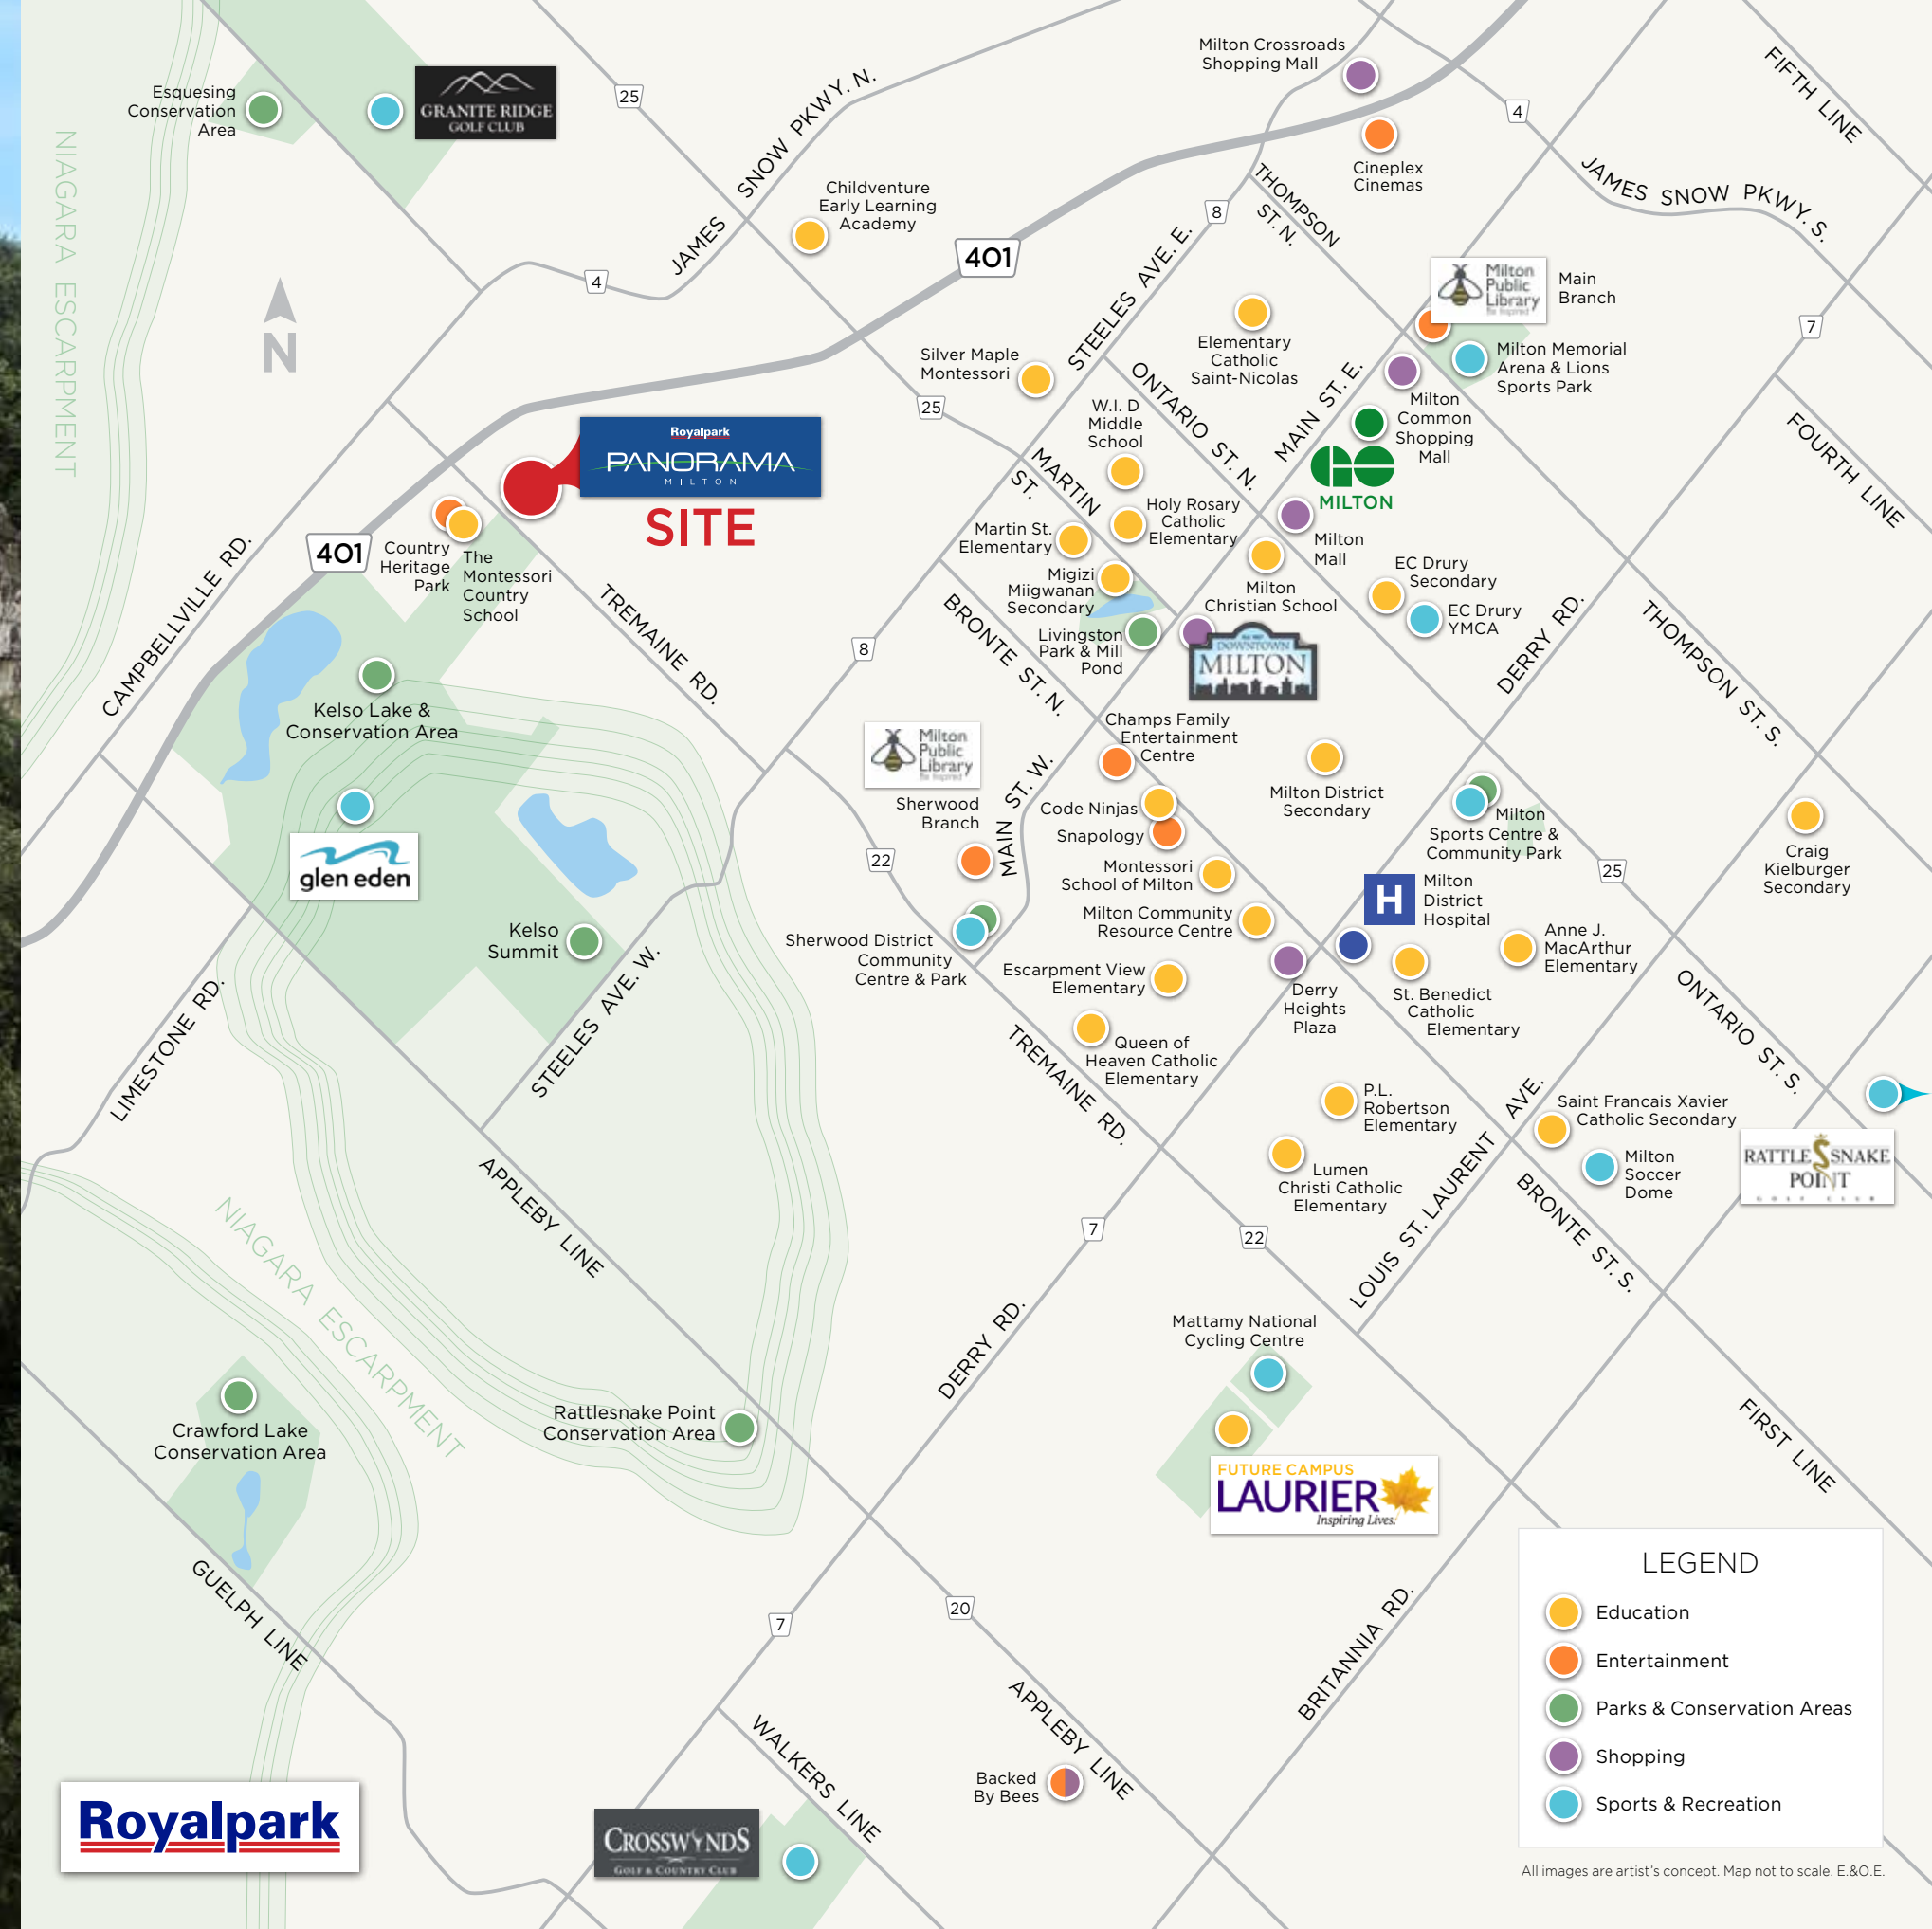 Milton Crossroads
Shopping Mall
FIFTH LINE
Esquesing
Conservation
Area
GRANITE RIDGE
GOLF CLUB
25
SNOW PKWY. N.
JAMES
4
Cineplex
Cinemas
JAMES SNOW PKWY. S.
NIAGARA ESCARPMENT
Childventure
Early Learning
Academy
401
8
THOMPSON
ST. N.
STEELES AVE. E.
4
N
Milton
Public
Library
Be Inspired
Main
Branch
7
Elementary
Catholic
Saint-Nicolas
Silver Maple
Montessori
25
Milton Memorial
Arena & Lions
Sports Park
ONTARIO ST. N.
MAIN ST. E.
Milton
Common
Shopping
Mall
W.I. D
Middle
School
FOURTH LINE
Royalpark
PANORAMA
MILTON
SITE
GO
MILTON
MARTIN
ST.
Holy Rosary
Catholic
Elementary
Martin St.
Elementary
Milton
Mall
401
Country
Heritage
Park
The
Montessori
Country
School
CAMPBELLVILLE RD.
TREMAINE RD.
Migizi
Miigwanan
Secondary
Milton
Christian School
EC Drury
Secondary
EC Drury
YMCA
BRONTE ST. N.
Livingston
Park & Mill
Pond
DOWNTOWN
MILTON
8
DERRY RD.
THOMPSON ST. S.
Kelso Lake &
Conservation Area
Champs Family
Entertainment
Centre
Milton
Public
Library
Be Inspired
Sherwood
Branch
MAIN ST. W.
Milton District
Secondary
Code Ninjas
Snapology
Milton
Sports Centre &
Community Park
glen eden
22
Montessori
School of Milton
25
Craig
Kielburger
Secondary
H
Milton
District
Hospital
Milton Community
Resource Centre
Kelso
Summit
Sherwood District
Community
Centre & Park
Anne J.
MacArthur
Elementary
Escarpment View
Elementary
Derry
Heights
Plaza
St. Benedict
Catholic
Elementary
LIMESTONE RD.
STEELES AVE. W.
Queen of
Heaven Catholic
Elementary
TREMAINE RD.
ONTARIO ST. S.
P.L.
Robertson
Elementary
Saint Francais Xavier
Catholic Secondary
RATTLE SNAKE
POINT
GOLF CLUB
Lumen
Christi Catholic
Elementary
Milton
Soccer
Dome
LOUIS ST. LAURENT AVE.
BRONTE ST. S.
APPLEBY LINE
NIAGARA ESCARPMENT
7
22
Mattamy National
Cycling Centre
DERRY RD.
Crawford Lake
Conservation Area
Rattlesnake Point
Conservation Area
FIRST LINE
FUTURE CAMPUS
LAURIER
Inspiring Lives.
GUELPH LINE
7
20
BRITANNIA RD.
APPLEBY LINE
WALKERS LINE
Backed
By Bees
LEGEND
Education
Entertainment
Parks & Conservation Areas
Shopping
Sports & Recreation
Royalpark
CROSSWINDS
GOLF & COUNTRY CLUB
All images are artist's concept. Map not to scale. E.&O.E.